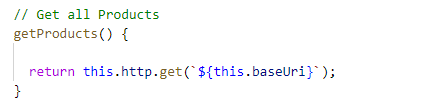 // Get all Products
getProducts() {
return this.http.get(`${this.baseUri}`);
}